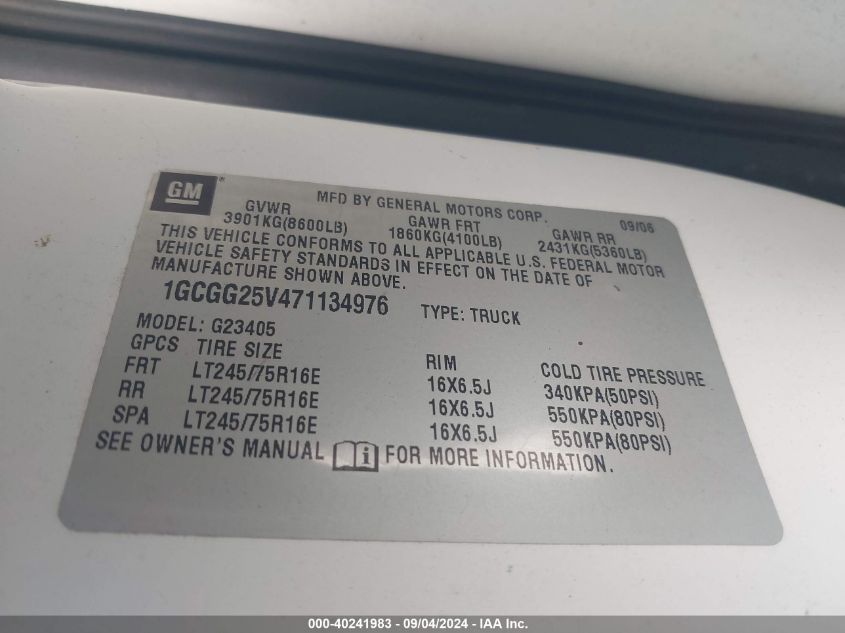 GM
MFD BY GENERAL MOTORS CORP. 09/06
GVWR GAWR FRT GAWR RR
3901KG(8600LB) 1860KG(4100LB) 2431KG(5360LB)
THIS VEHICLE CONFORMS TO ALL APPLICABLE U.S. FEDERAL MOTOR
VEHICLE SAFETY STANDARDS IN EFFECT ON THE DATE OF
MANUFACTURE SHOWN ABOVE.
1GCGG25V471134976 TYPE: TRUCK
MODEL: G23405
GPCS TIRE SIZE RIM COLD TIRE PRESSURE
FRT LT245/75R16E 16X6.5J 340KPA(50PSI)
RR LT245/75R16E 16X6.5J 550KPA(80PSI)
SPA LT245/75R16E 16X6.5J 550KPA(80PSI)
SEE OWNER'S MANUAL i FOR MORE INFORMATION.
000-40241983 - 09/04/2024 - IAA Inc.